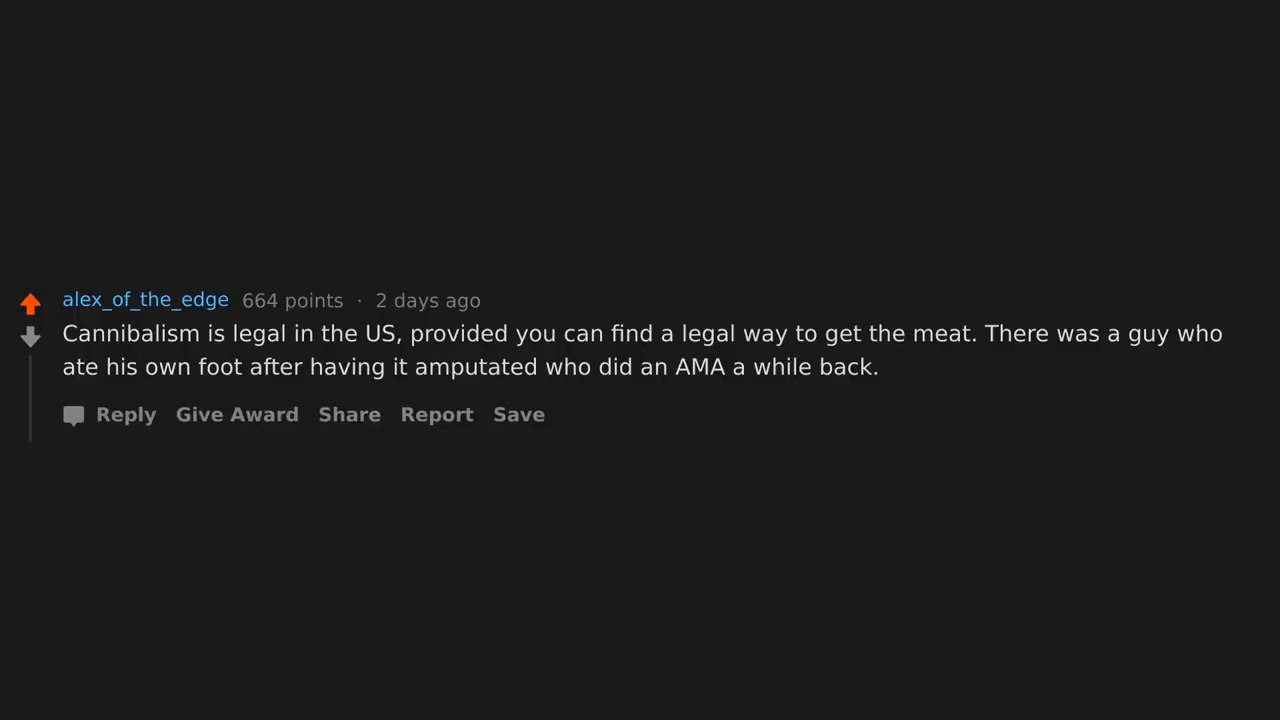 alex_of_the_edge 664 points · 2 days ago
Cannibalism is legal in the US, provided you can find a legal way to get the meat. There was a guy who
ate his own foot after having it amputated who did an AMA a while back.
Reply Give Award Share Report Save